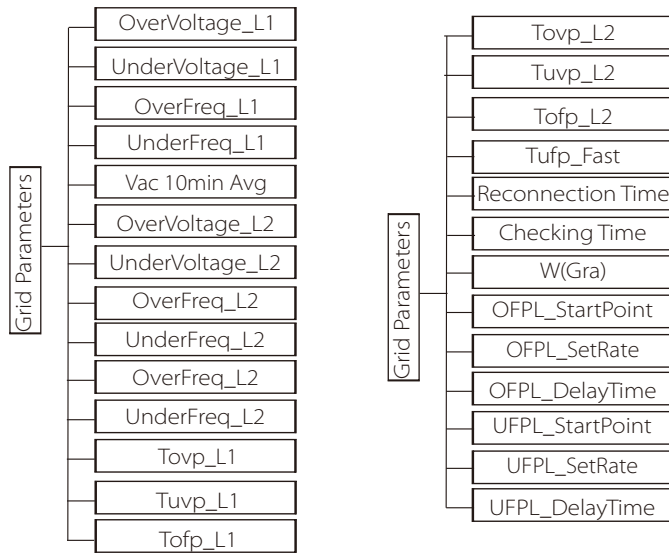 Grid Parameters
OverVoltage_L1
UnderVoltage_L1
OverFreq_L1
UnderFreq_L1
Vac 10min Avg
OverVoltage_L2
UnderVoltage_L2
OverFreq_L2
UnderFreq_L2
OverFreq_L2
UnderFreq_L2
Tovp_L1
Tuvp_L1
Tofp_L1
Grid Parameters
Tovp_L2
Tuvp_L2
Tofp_L2
Tufp_Fast
Reconnection Time
Checking Time
W(Gra)
OFPL_StartPoint
OFPL_SetRate
OFPL_DelayTime
UFPL_StartPoint
UFPL_SetRate
UFPL_DelayTime